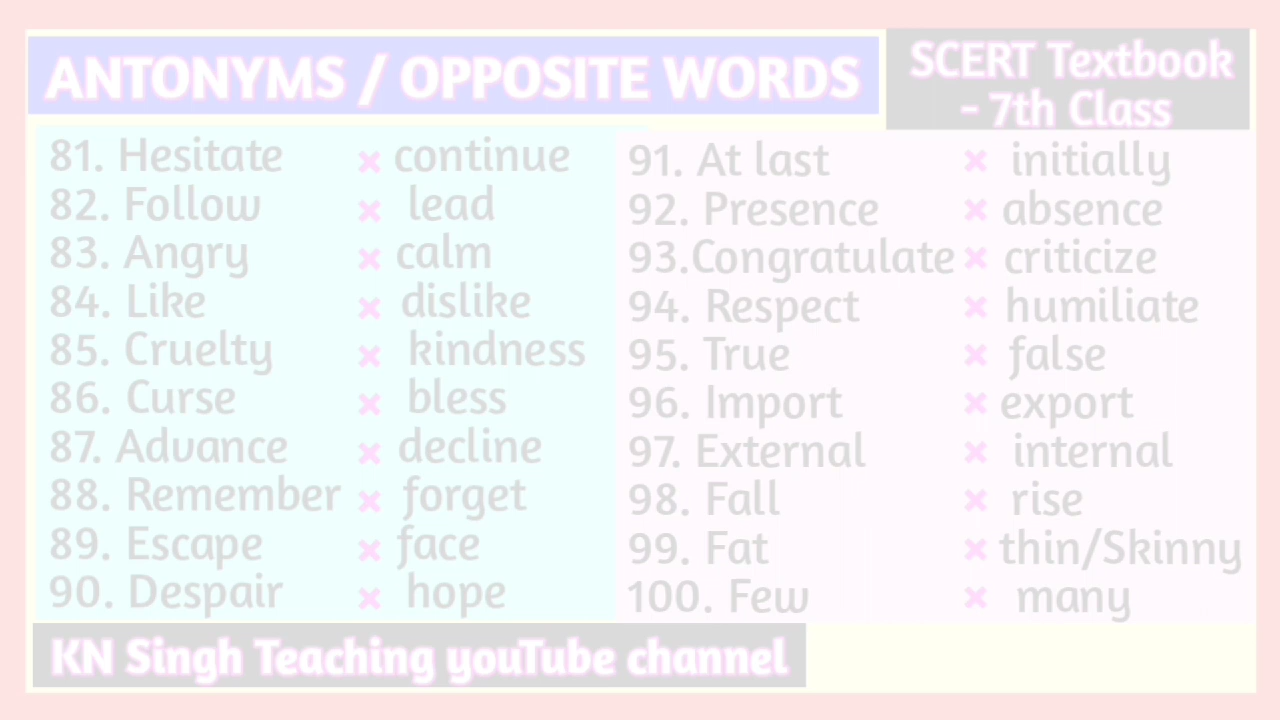 ANTONYMS / OPPOSITE WORDS
SCERT Textbook
- 7th Class
81. Hesitate × continue
82. Follow × lead
83. Angry × calm
84. Like × dislike
85. Cruelty × kindness
86. Curse × bless
87. Advance × decline
88. Remember × forget
89. Escape × face
90. Despair × hope
91. At last × initially
92. Presence × absence
93.Congratulate × criticize
94. Respect × humiliate
95. True × false
96. Import × export
97. External × internal
98. Fall × rise
99. Fat × thin/Skinny
100. Few × many
KN Singh Teaching youTube channel